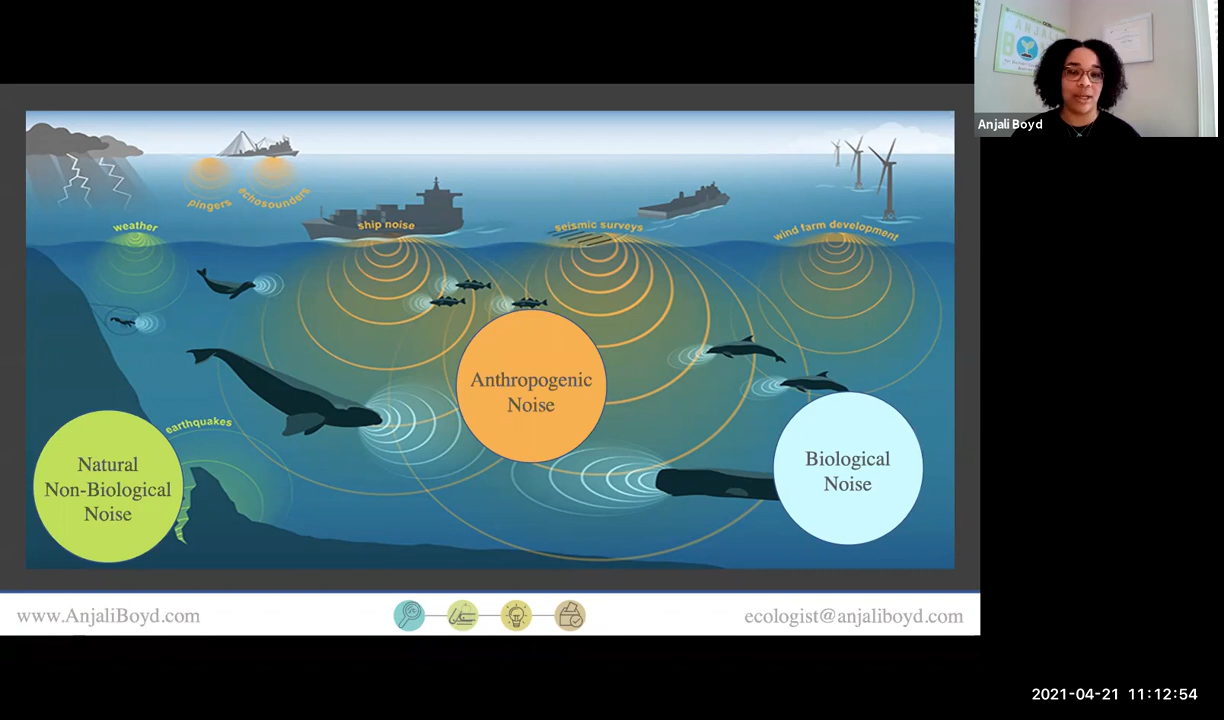 ANJALI
Anjali Boyd
pingers
echosounders
weather
ship noise
seismic surveys
wind farm development
Anthropogenic
Noise
earthquakes
Natural
Non-Biological
Noise
Biological
Noise
www.AnjaliBoyd.com
ecologist@anjaliboyd.com
2021-04-21 11:12:54